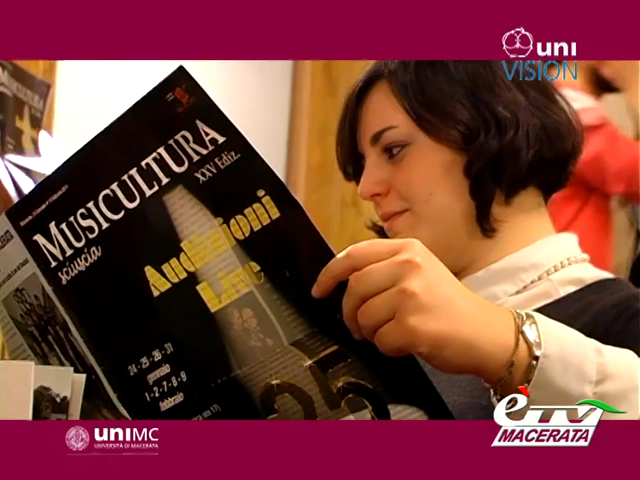 uni
VISION
MUSICULTURA
XXV Ediz.
sciuscia
Audizioni
Live
24-25-26-31
gennaio
1-2-7-8-9
febbraio
25
uniMC
UNIVERSITÀ DI MACERATA
eTV
MACERATA